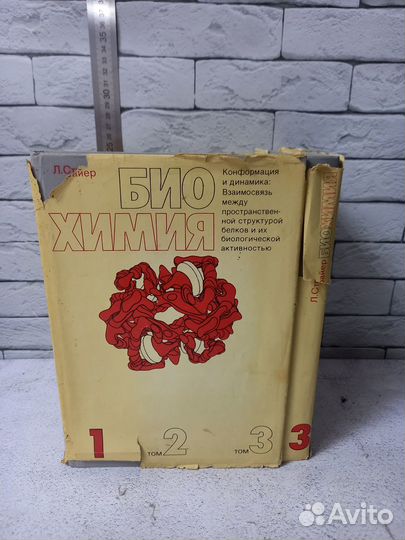 Л.Страйер
БИО
ХИМИЯ
Конформация
и динамика:
Взаимосвязь
между
пространствен-
ной структурой
белков и их
биологической
активностью
1
том 2
том 3
Л.Страйер БИОХИМИЯ
3
Avito